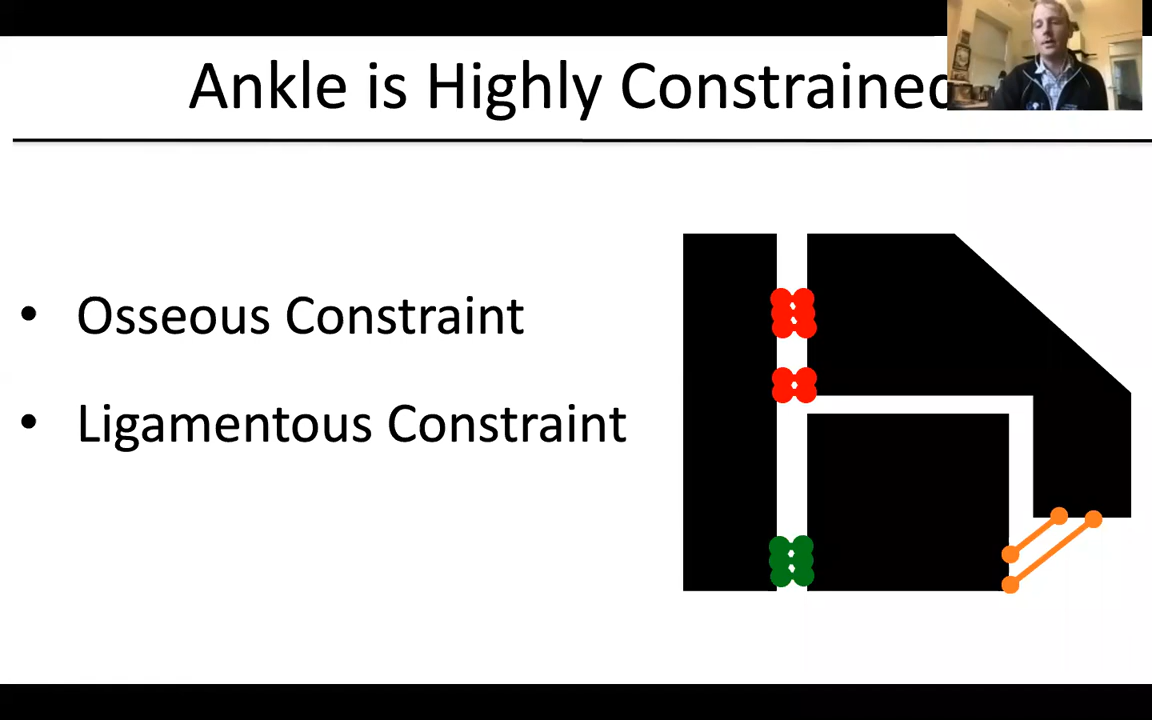 Ankle is Highly Constrained
• Osseous Constraint
• Ligamentous Constraint